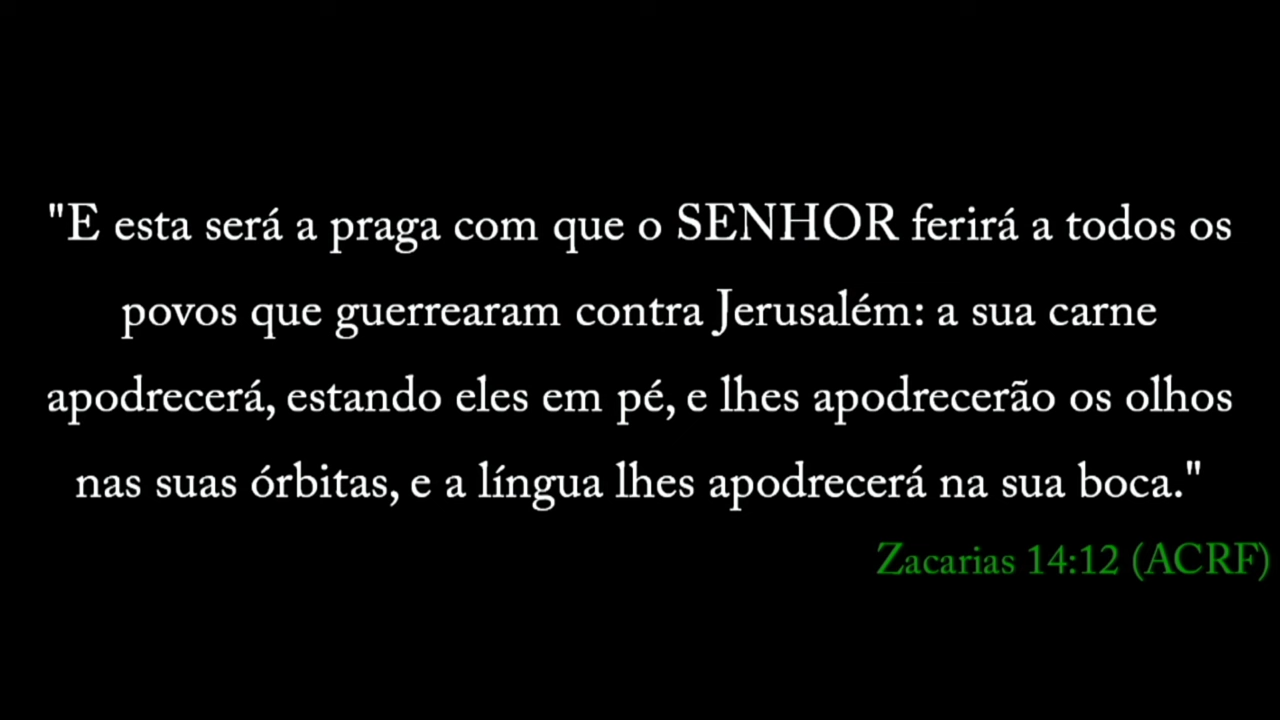 "E esta será a praga com que o SENHOR ferirá a todos os
povos que guerrearam contra Jerusalém: a sua carne
apodrecerá, estando eles em pé, e lhes apodrecerão os olhos
nas suas órbitas, e a língua lhes apodrecerá na sua boca."
Zacarias 14:12 (ACRF)